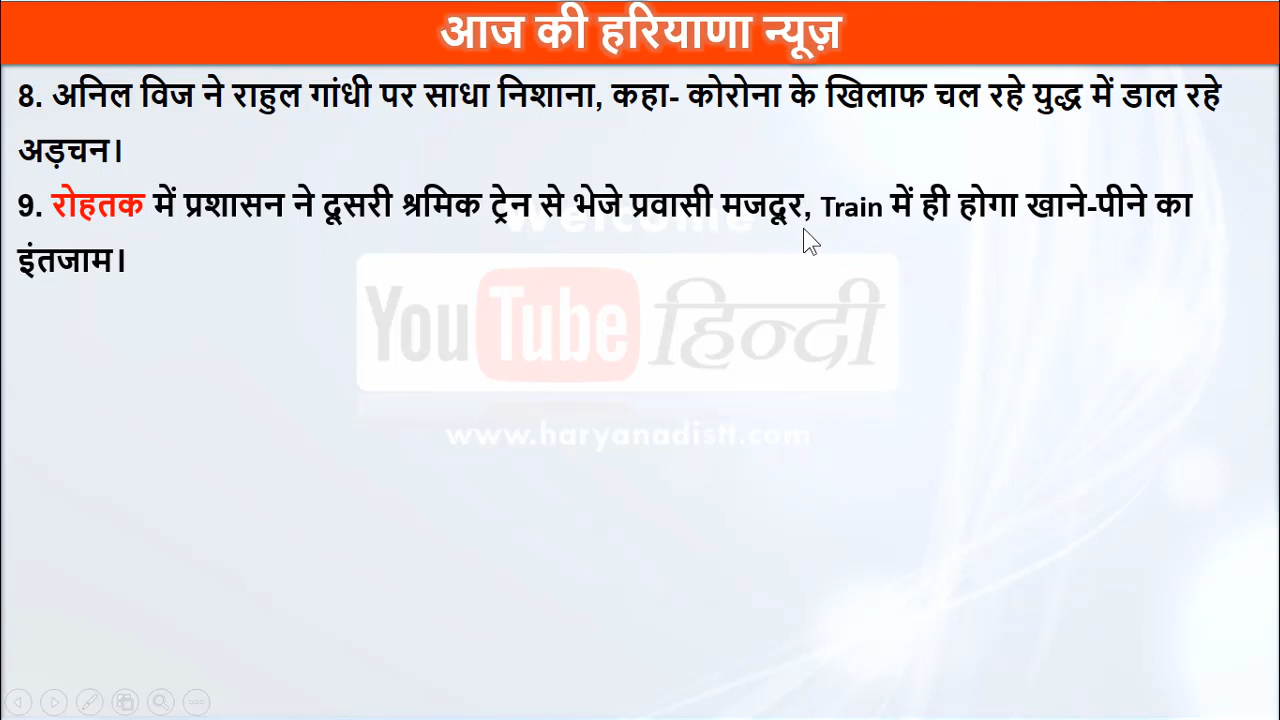 आज की हरियाणा न्यूज़
8. अनिल विज ने राहुल गांधी पर साधा निशाना, कहा- कोरोना के खिलाफ चल रहे युद्ध में डाल रहे
अड़चन।
9. रोहतक में प्रशासन ने दूसरी श्रमिक ट्रेन से भेजे प्रवासी मजदूर, Train में ही होगा खाने-पीने का
Welcome
इंतजाम।
YouTube हिन्दी
www.haryanadistt.com